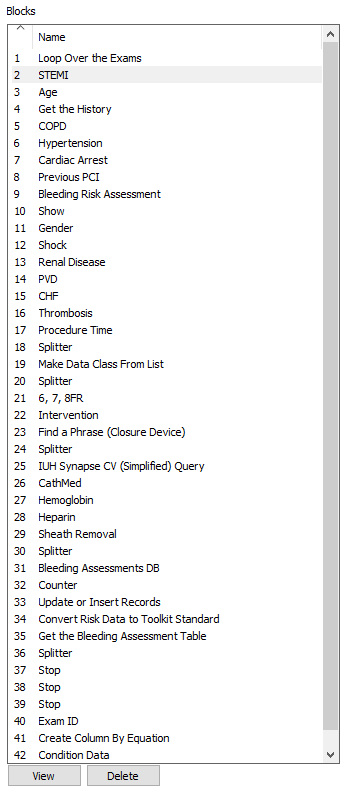 Blocks
Name
1 Loop Over the Exams
2 STEMI
3 Age
4 Get the History
5 COPD
6 Hypertension
7 Cardiac Arrest
8 Previous PCI
9 Bleeding Risk Assessment
10 Show
11 Gender
12 Shock
13 Renal Disease
14 PVD
15 CHF
16 Thrombosis
17 Procedure Time
18 Splitter
19 Make Data Class From List
20 Splitter
21 6, 7, 8FR
22 Intervention
23 Find a Phrase (Closure Device)
24 Splitter
25 IUH Synapse CV (Simplified) Query
26 CathMed
27 Hemoglobin
28 Heparin
29 Sheath Removal
30 Splitter
31 Bleeding Assessments DB
32 Counter
33 Update or Insert Records
34 Convert Risk Data to Toolkit Standard
35 Get the Bleeding Assessment Table
36 Splitter
37 Stop
38 Stop
39 Stop
40 Exam ID
41 Create Column By Equation
42 Condition Data
View Delete